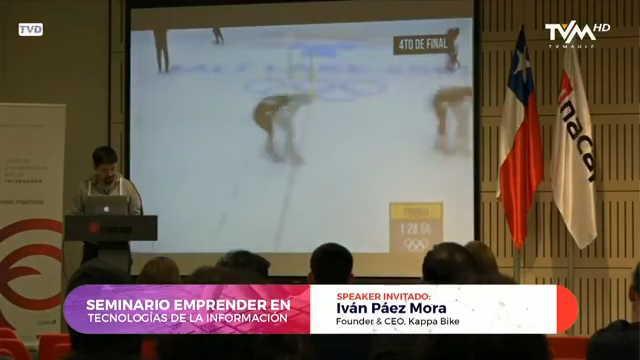 TVD
TVM HD
TVMAULE
4TO DE FINAL
1:28.66
inacap
SEMINARIO EMPRENDER EN
TECNOLOGÍAS DE LA INFORMACIÓN
SPEAKER INVITADO:
Iván Páez Mora
Founder & CEO, Kappa Bike